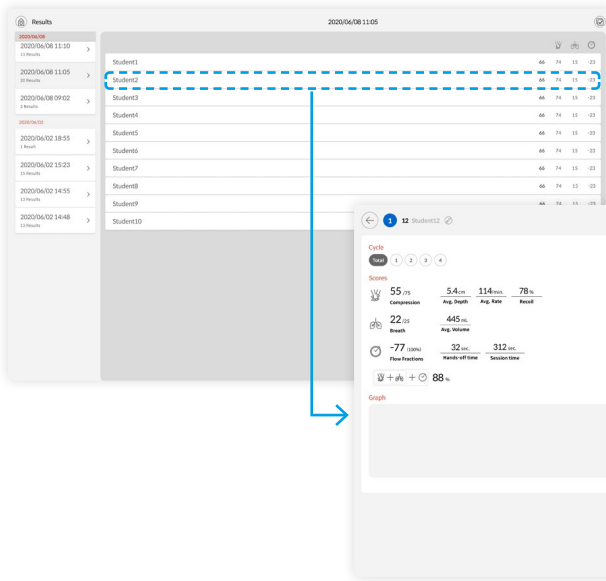 Results
2020/06/08 11:05
2020/06/08
2020/06/08 11:10
13 Results
2020/06/08 11:05
10 Results
2020/06/08 09:02
2 Results
2020/06/02
2020/06/02 18:55
1 Result
2020/06/02 15:23
15 Results
2020/06/02 14:55
13 Results
2020/06/02 14:48
13 Results
Student1 66 74 15 -23
Student2 66 74 15 -23
Student3 66 74 15 -23
Student4 66 74 15 -23
Student5 66 74 15 -23
Student6 66 74 15 -23
Student7 66 74 15 -23
Student8 66 74 15 -23
Student9 66 74 15 -23
Student10
1 12 Student12
Cycle
Total 1 2 3 4
Scores
55 /75 5.4 cm 114/min. 78 %
Compression Avg. Depth Avg. Rate Recoil
22 /25 445 mL
Breath Avg. Volume
-77 (100%) 32 sec. 312 sec.
Flow Fractions Hands-off time Session time
+ + 88 %
Graph